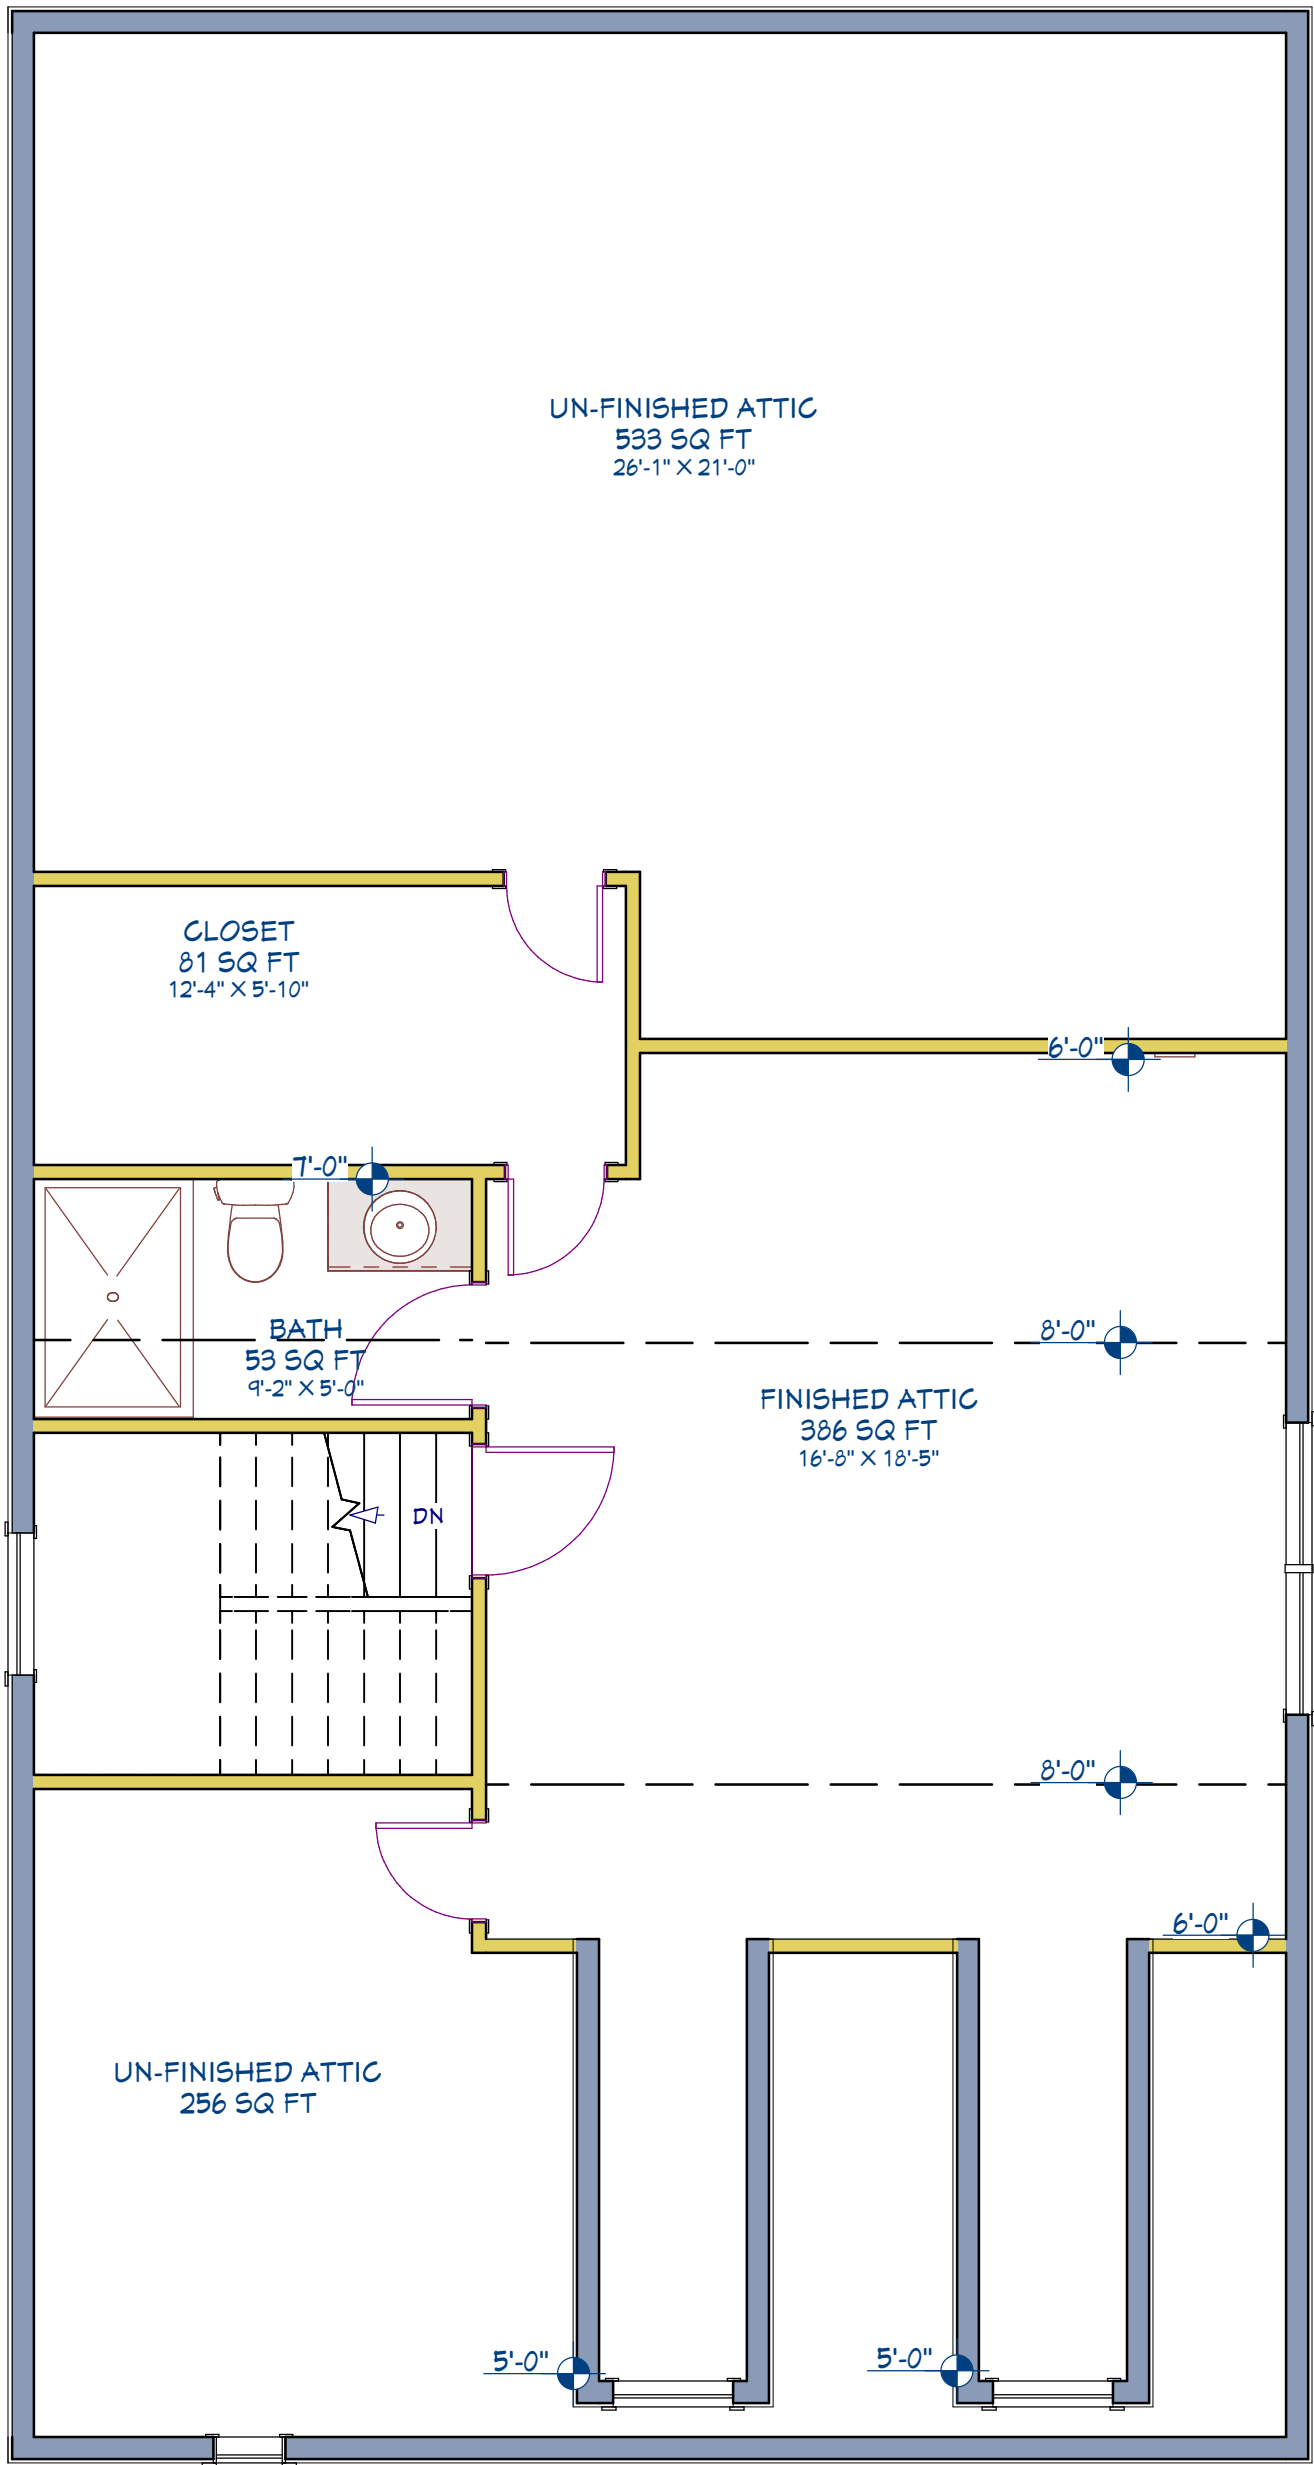 UN-FINISHED ATTIC
533 SQ FT
26'-1" X 21'-0"
CLOSET
81 SQ FT
12'-4" X 5'-10"
6'-0"
7'-0"
BATH
53 SQ FT
9'-2" X 5'-0"
8'-0"
FINISHED ATTIC
386 SQ FT
16'-8" X 18'-5"
DN
8'-0"
6'-0"
UN-FINISHED ATTIC
256 SQ FT
5'-0"
5'-0"